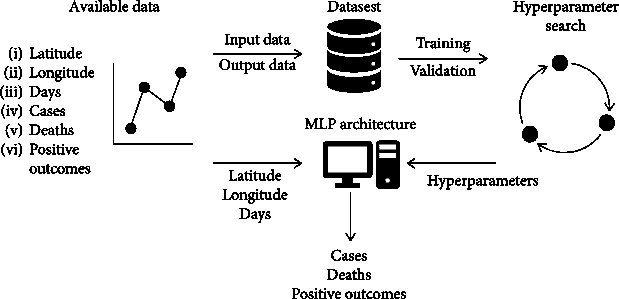 Available data
(i) Latitude
(ii) Longitude
(iii) Days
(iv) Cases
(v) Deaths
(vi) Positive
outcomes
Input data
Output data
Datasest
Training
Validation
Hyperparameter
search
Latitude
Longitude
Days
MLP architecture
Hyperparameters
Cases
Deaths
Positive outcomes